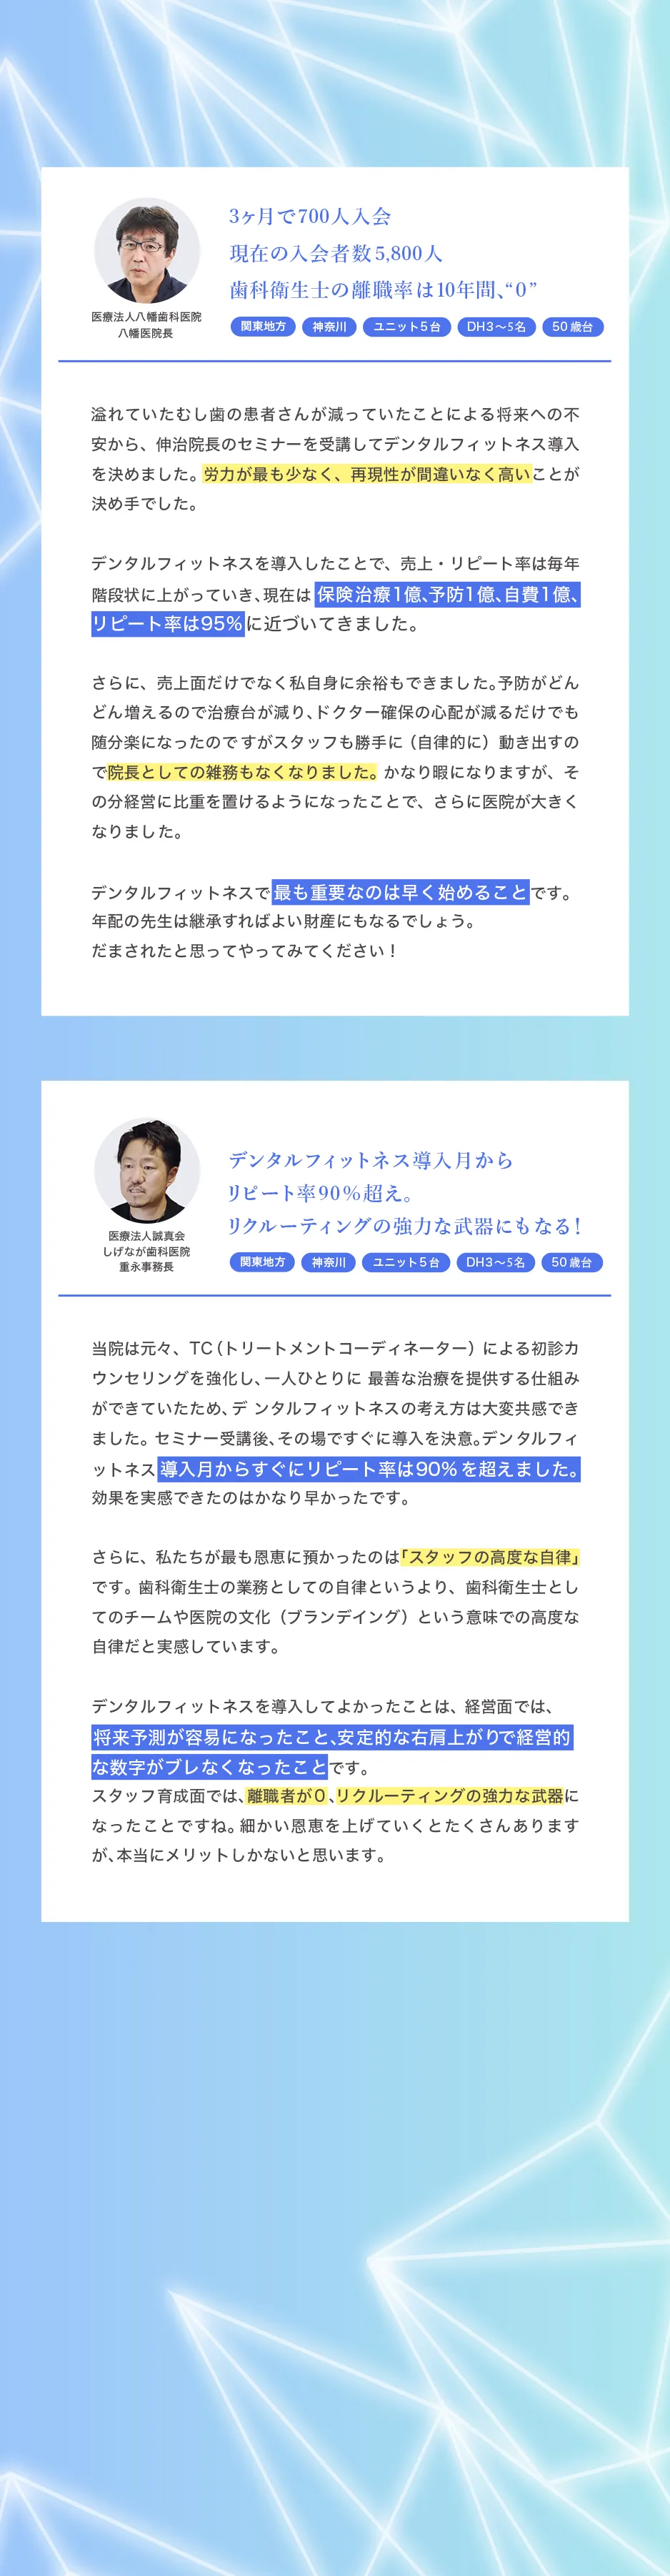 3ヶ月で700人入会
現在の入会者数5,800人
歯科衛生士の離職率は10年間、“0”
医療法人八幡歯科医院
八幡医院長
関東地方 神奈川 ユニット5台 DH3〜5名 50歳台
溢れていたむし歯の患者さんが減っていたことによる将来への不
安から、伸治院長のセミナーを受講してデンタルフィットネス導入
を決めました。労力が最も少なく、再現性が間違いなく高いことが
決め手でした。
デンタルフィットネスを導入したことで、売上・リピート率は毎年
階段状に上がっていき、現在は保険治療1億、予防1億、自費1億、
リピート率は95%に近づいてきました。
さらに、売上面だけでなく私自身に余裕もできました。予防がどん
どん増えるので治療台が減り、ドクター確保の心配が減るだけでも
随分楽になったのですがスタッフも勝手に（自律的に）動き出すの
で院長としての雑務もなくなりました。かなり暇になりますが、そ
の分経営に比重を置けるようになったことで、さらに医院が大きく
なりました。
デンタルフィットネスで最も重要なのは早く始めることです。
年配の先生は継承すればよい財産にもなるでしょう。
だまされたと思ってやってみてください！
デンタルフィットネス導入月から
リピート率90%超え。
リクルーティングの強力な武器にもなる！
医療法人誠真会
しげなが歯科医院
重永事務長
関東地方 神奈川 ユニット5台 DH3〜5名 50歳台
当院は元々、TC（トリートメントコーディネーター）による初診カ
ウンセリングを強化し、一人ひとりに 最善な治療を提供する仕組み
ができていたため、デ ンタルフィットネスの考え方は大変共感でき
ました。セミナー受講後、その場ですぐに導入を決意。デンタルフィ
ットネス導入月からすぐにリピート率は90%を超えました。
効果を実感できたのはかなり早かったです。
さらに、私たちが最も恩恵に預かったのは「スタッフの高度な自律」
です。歯科衛生士の業務としての自律というより、歯科衛生士とし
てのチームや医院の文化（ブランデイング）という意味での高度な
自律だと実感しています。
デンタルフィットネスを導入してよかったことは、経営面では、
将来予測が容易になったこと、安定的な右肩上がりで経営的
な数字がブレなくなったことです。
スタッフ育成面では、離職者が0、リクルーティングの強力な武器に
なったことですね。細かい恩恵を上げていくとたくさんあります
が、本当にメリットしかないと思います。